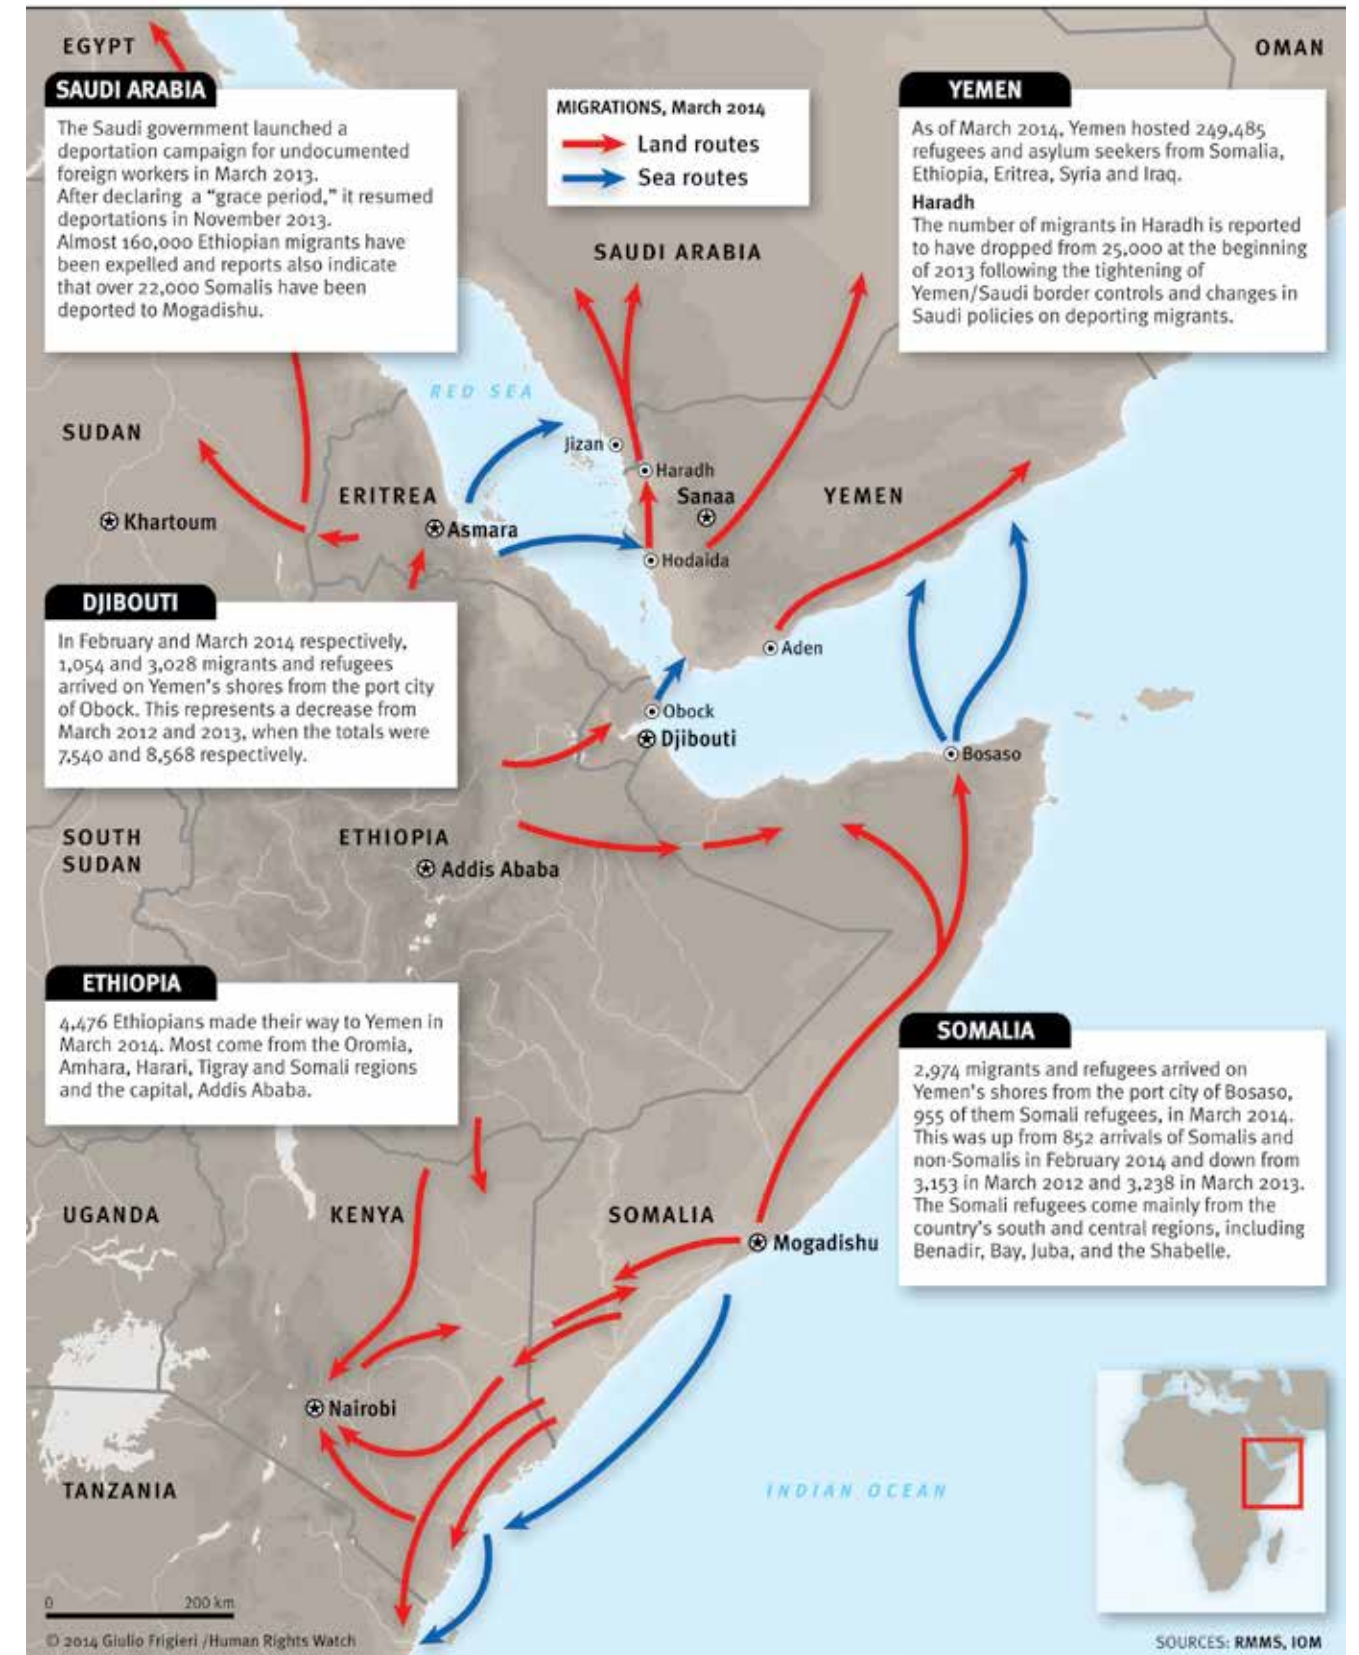 EGYPT
OMAN
SAUDI ARABIA
The Saudi government launched a
deportation campaign for undocumented
foreign workers in March 2013.
After declaring a “grace period,” it resumed
deportations in November 2013.
Almost 160,000 Ethiopian migrants have
been expelled and reports also indicate
that over 22,000 Somalis have been
deported to Mogadishu.
MIGRATIONS, March 2014
Land routes
Sea routes
YEMEN
As of March 2014, Yemen hosted 249,485
refugees and asylum seekers from Somalia,
Ethiopia, Eritrea, Syria and Iraq.
Haradh
The number of migrants in Haradh is reported
to have dropped from 25,000 at the beginning
of 2013 following the tightening of
Yemen/Saudi border controls and changes in
Saudi policies on deporting migrants.
SAUDI ARABIA
RED SEA
SUDAN
Jizan
Haradh
ERITREA
Sanaa
YEMEN
Khartoum
Asmara
Hodaida
Aden
DJIBOUTI
In February and March 2014 respectively,
1,054 and 3,028 migrants and refugees
arrived on Yemen’s shores from the port city
of Obock. This represents a decrease from
March 2012 and 2013, when the totals were
7,540 and 8,568 respectively.
Obock
Djibouti
Bosaso
SOUTH
SUDAN
ETHIOPIA
Addis Ababa
ETHIOPIA
4,476 Ethiopians made their way to Yemen in
March 2014. Most come from the Oromia,
Amhara, Harari, Tigray and Somali regions
and the capital, Addis Ababa.
SOMALIA
2,974 migrants and refugees arrived on
Yemen’s shores from the port city of Bosaso,
955 of them Somali refugees, in March 2014.
This was up from 852 arrivals of Somalis and
non-Somalis in February 2014 and down from
3,153 in March 2012 and 3,238 in March 2013.
The Somali refugees come mainly from the
country’s south and central regions, including
Benadir, Bay, Juba, and the Shabelle.
UGANDA
KENYA
SOMALIA
Mogadishu
Nairobi
TANZANIA
INDIAN OCEAN
0
200 km
© 2014 Giulio Frigieri /Human Rights Watch
SOURCES: RMMS, IOM